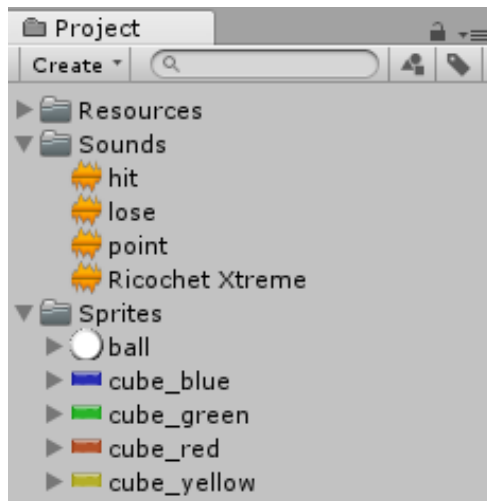 Project
Create
Resources
Sounds
hit
lose
point
Ricochet Xtreme
Sprites
ball
cube_blue
cube_green
cube_red
cube_yellow